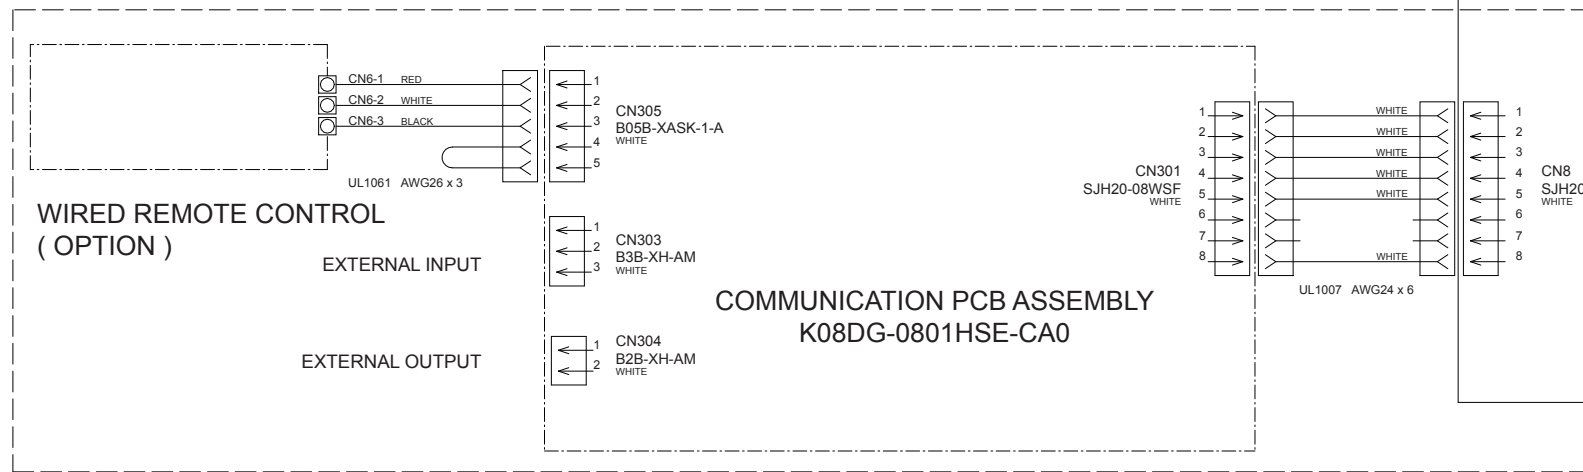 CN6-1 RED
CN6-2 WHITE
CN6-3 BLACK
UL1061 AWG26 x 3
WIRED REMOTE CONTROL
( OPTION )
1
2
3
4
5
CN305
B05B-XASK-1-A
WHITE
EXTERNAL INPUT
1
2
3
CN303
B3B-XH-AM
WHITE
EXTERNAL OUTPUT
1
2
CN304
B2B-XH-AM
WHITE
COMMUNICATION PCB ASSEMBLY
K08DG-0801HSE-CA0
CN301
SJH20-08WSF
WHITE
1
2
3
4
5
6
7
8
WHITE
WHITE
WHITE
WHITE
WHITE
WHITE
UL1007 AWG24 x 6
1
2
3
4
5
6
7
8
CN8
SJH20
WHITE